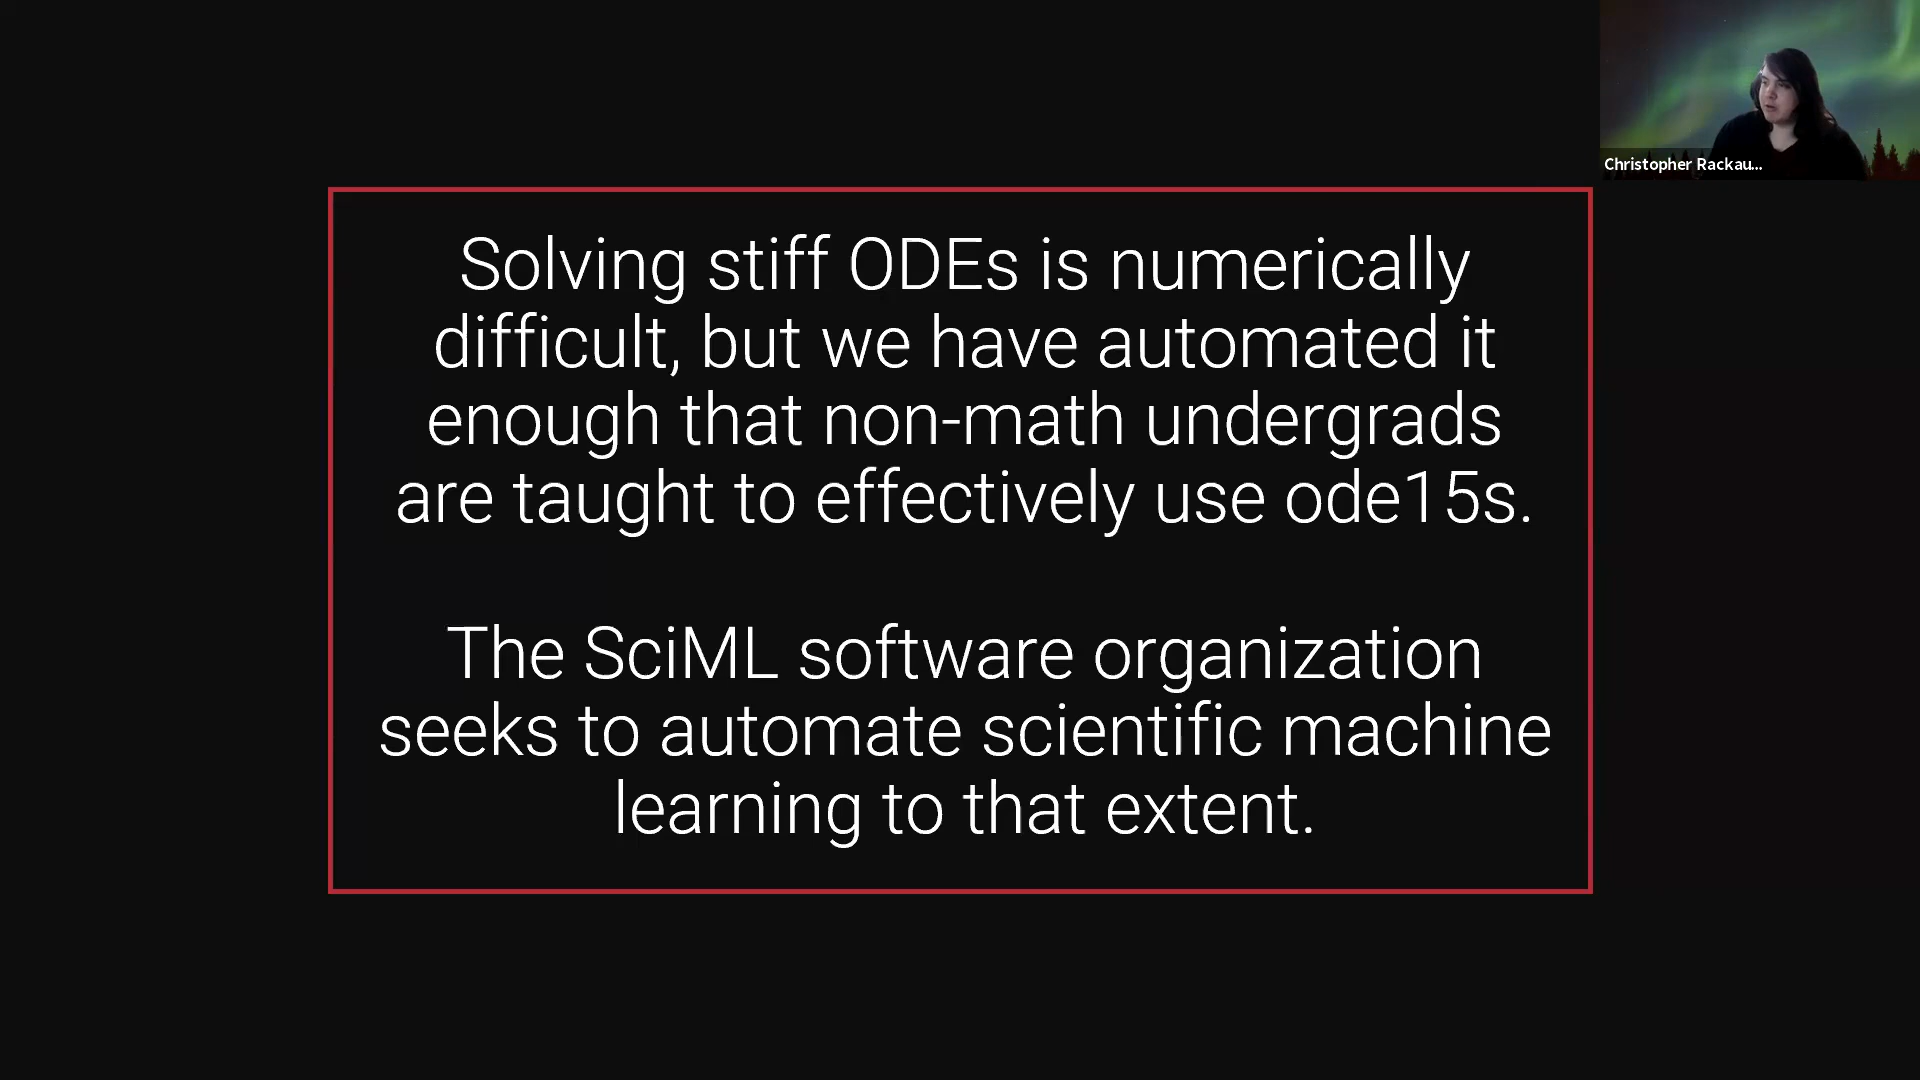 Christopher Rackau...
Solving stiff ODEs is numerically
difficult, but we have automated it
enough that non-math undergrads
are taught to effectively use ode15s.
The SciML software organization
seeks to automate scientific machine
learning to that extent.